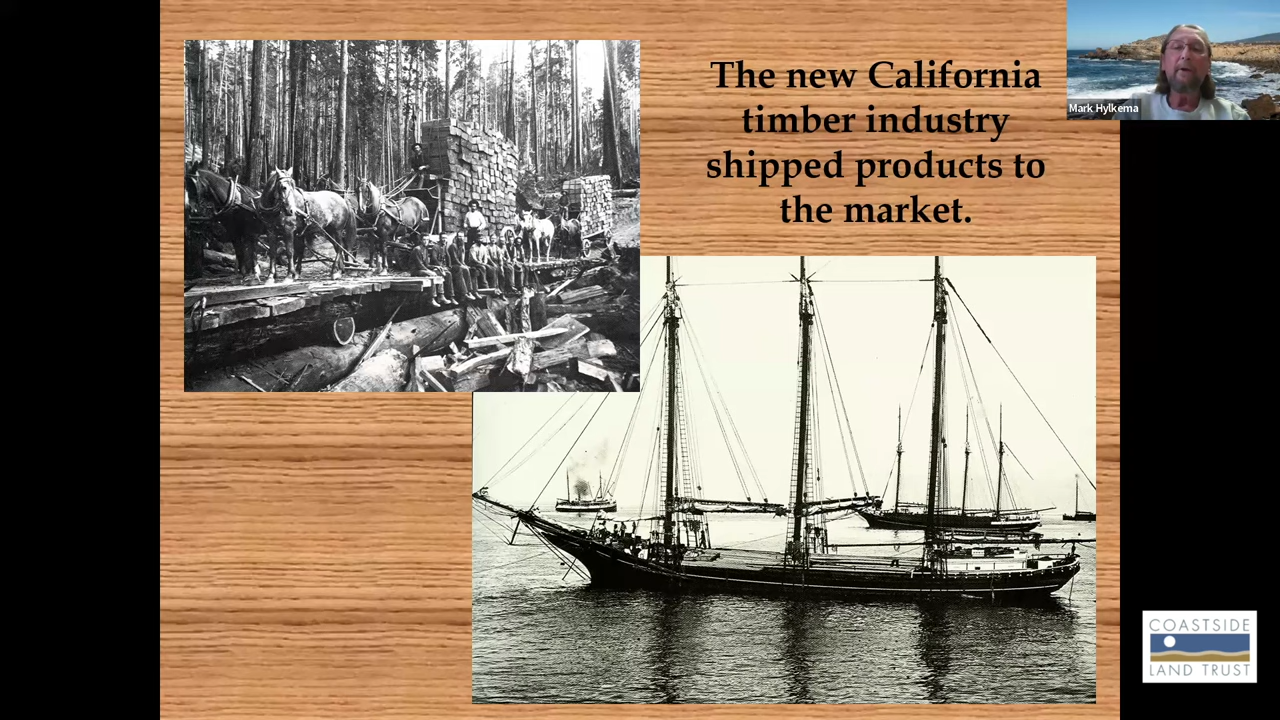 The new California
timber industry
shipped products to
the market.
Mark Hylkema
COASTSIDE
LAND TRUST